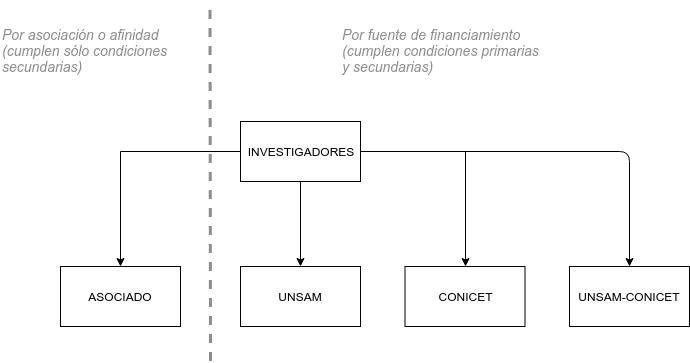 Por asociación o afinidad
(cumplen sólo condiciones
secundarias)
Por fuente de financiamiento
(cumplen condiciones primarias
y secundarias)
INVESTIGADORES
ASOCIADO
UNSAM
CONICET
UNSAM-CONICET